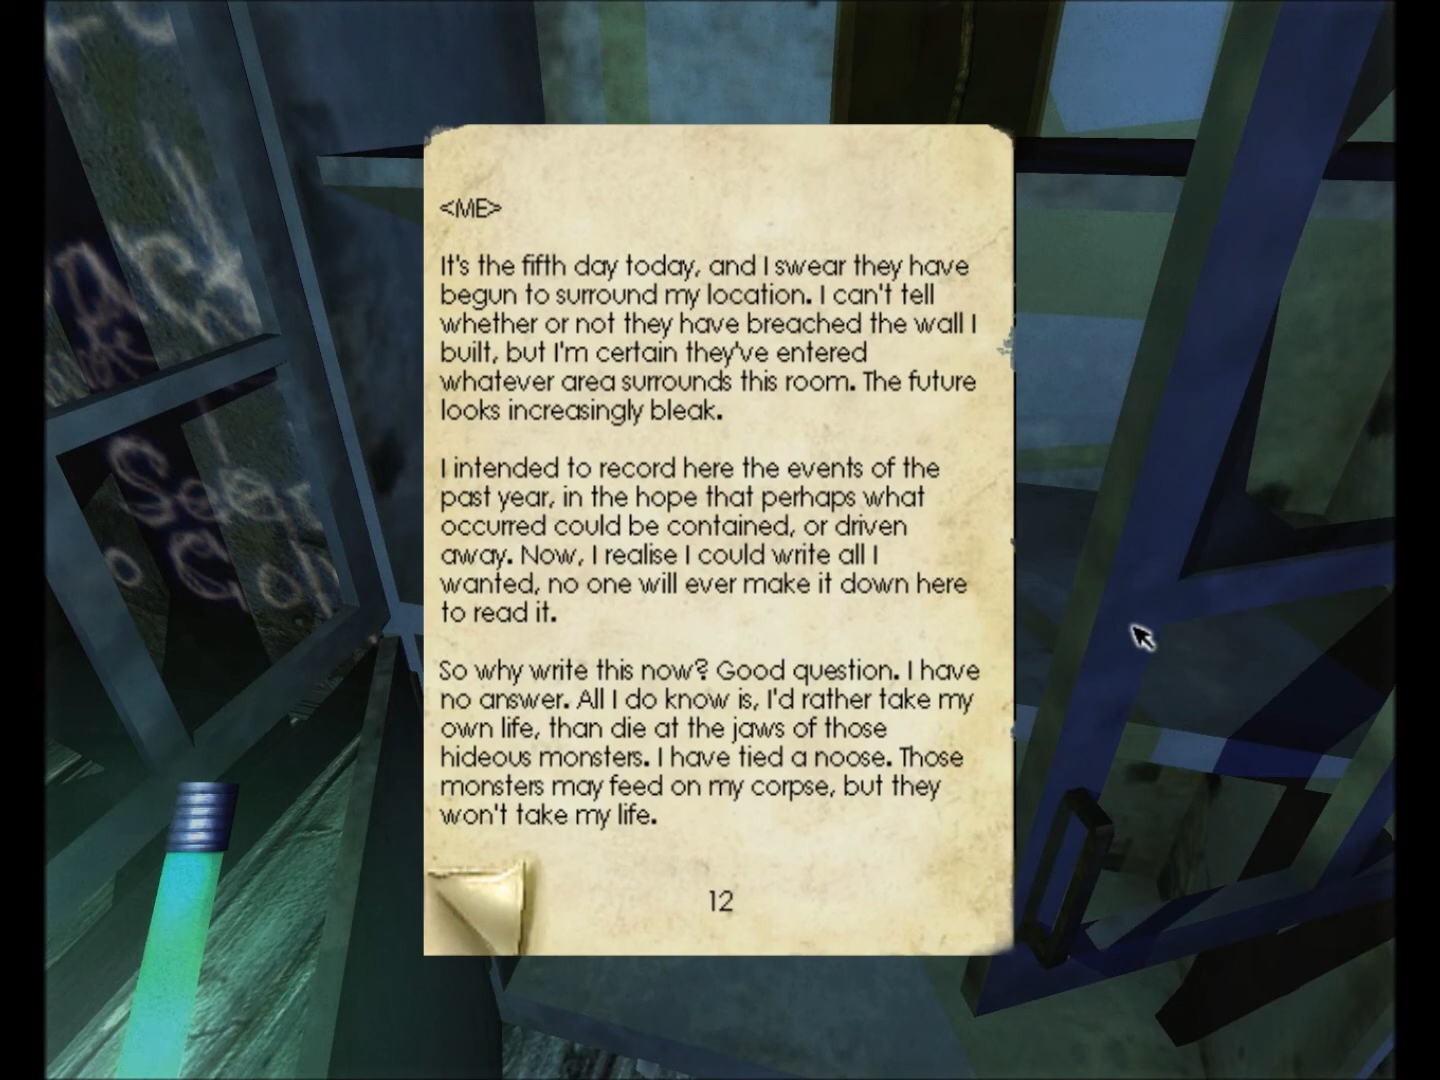 <ME>
It's the fifth day today, and I swear they have
begun to surround my location. I can't tell
whether or not they have breached the wall I
built, but I'm certain they've entered
whatever area surrounds this room. The future
looks increasingly bleak.
I intended to record here the events of the
past year, in the hope that perhaps what
occurred could be contained, or driven
away. Now, I realise I could write all I
wanted, no one will ever make it down here
to read it.
So why write this now? Good question. I have
no answer. All I do know is, I'd rather take my
own life, than die at the jaws of those
hideous monsters. I have tied a noose. Those
monsters may feed on my corpse, but they
won't take my life.
12